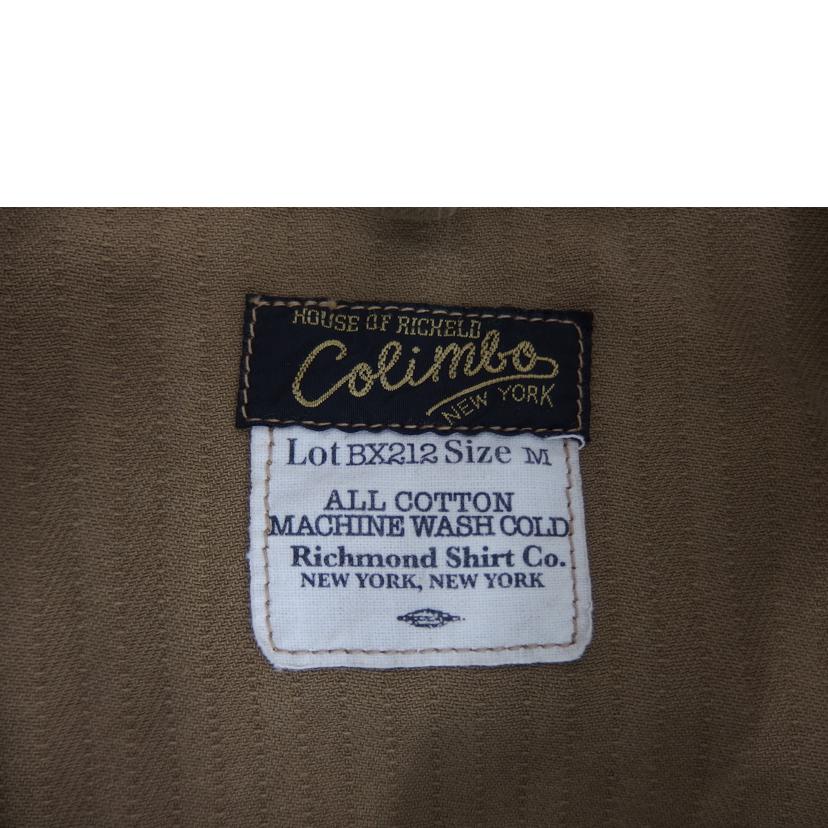 HOUSE OF RICKELD
Colimbo
NEW YORK
Lot BX212 Size M
ALL COTTON
MACHINE WASH COLD
Richmond Shirt Co.
NEW YORK, NEW YORK